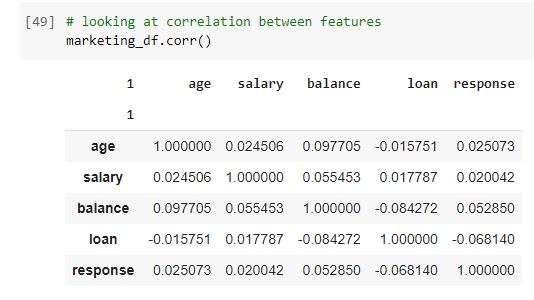 [49] # looking at correlation between features
marketing_df.corr()
1 age salary balance loan response
1
age 1.000000 0.024506 0.097705 -0.015751 0.025073
salary 0.024506 1.000000 0.055453 0.017787 0.020042
balance 0.097705 0.055453 1.000000 -0.084272 0.052850
loan -0.015751 0.017787 -0.084272 1.000000 -0.068140
response 0.025073 0.020042 0.052850 -0.068140 1.000000